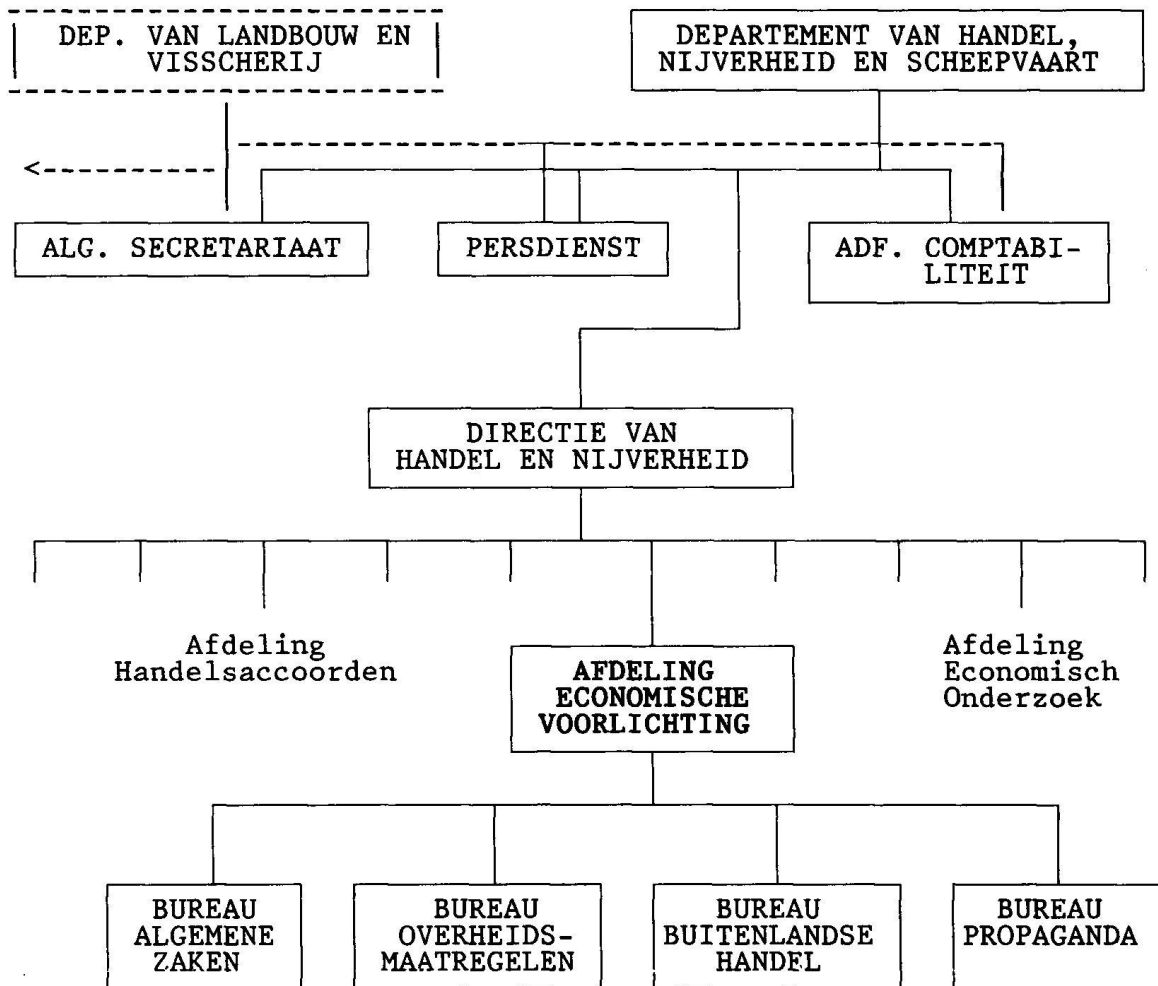 DEP. VAN LANDBOUW EN
VISSCHERIJ
DEPARTEMENT VAN HANDEL,
NIJVERHEID EN SCHEEPVAART
ALG. SECRETARIAAT
PERSDIENST
ADF. COMPTABI-
LITEIT
DIRECTIE VAN
HANDEL EN NIJVERHEID
Afdeling
Handelsaccoorden
AFDELING
ECONOMISCHE
VOORLICHTING
Afdeling
Economisch
Onderzoek
BUREAU
ALGEMENE
ZAKEN
BUREAU
OVERHEIDS-
MAATREGELEN
BUREAU
BUITENLANDSE
HANDEL
BUREAU
PROPAGANDA